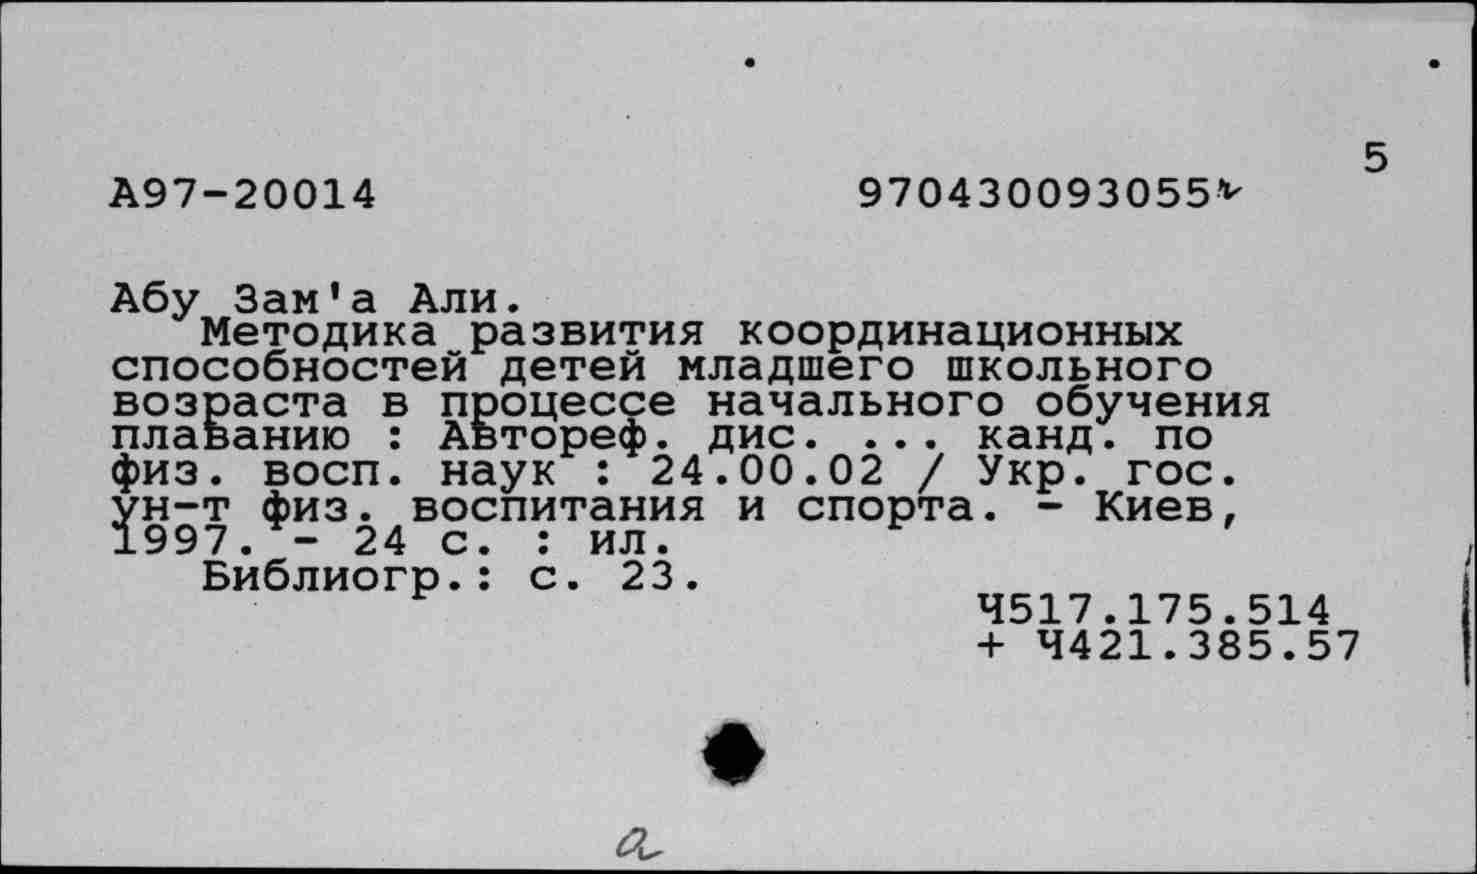 5
А97-20014 970430093055
Абу Зам'а Али.
Методика развития координационных
способностей детей младшего школьного
возраста в процессе начального обучения
плаванию : Автореф. дис. ... канд. по
физ. восп. наук : 24.00.02 / Укр. гос.
ун-т физ. воспитания и спорта. - Киев,
1997. - 24 с. : ил.
Библиогр.: с. 23.
Ч517.175.514
+ Ч421.385.57
а